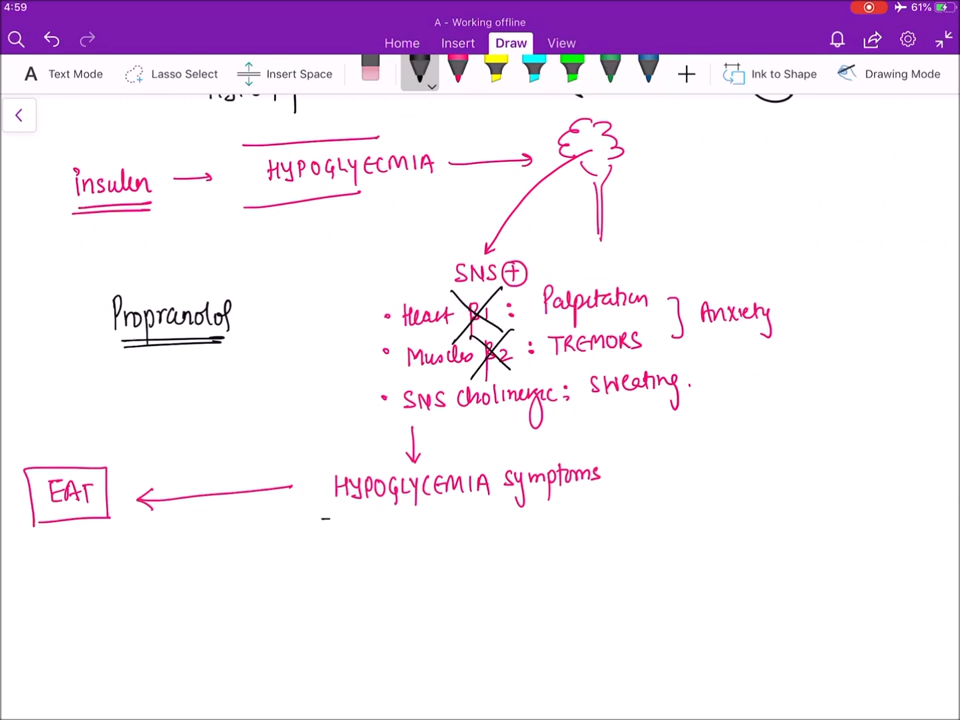 4:59
61%
A - Working offline
Home Insert Draw View
A Text Mode Lasso Select Insert Space Ink to Shape Drawing Mode
insulin → HYPOGLYECMIA
SNS +
Propranolol
• Heart β1 : Palpitation
• Muscles β2 : TREMORS
Anxiety
• SNS cholinergic : Sweating.
HYPOGLYCEMIA symptoms
EAT